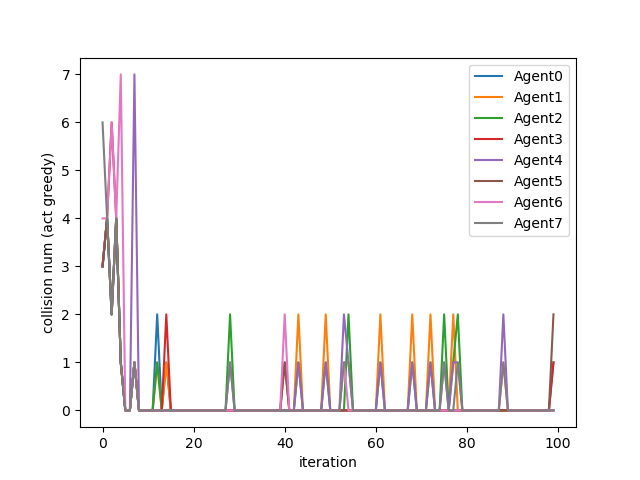 7
6
5
4
3
2
1
0
collision num (act greedy)
0
20
40
60
80
100
iteration
Agent0
Agent1
Agent2
Agent3
Agent4
Agent5
Agent6
Agent7